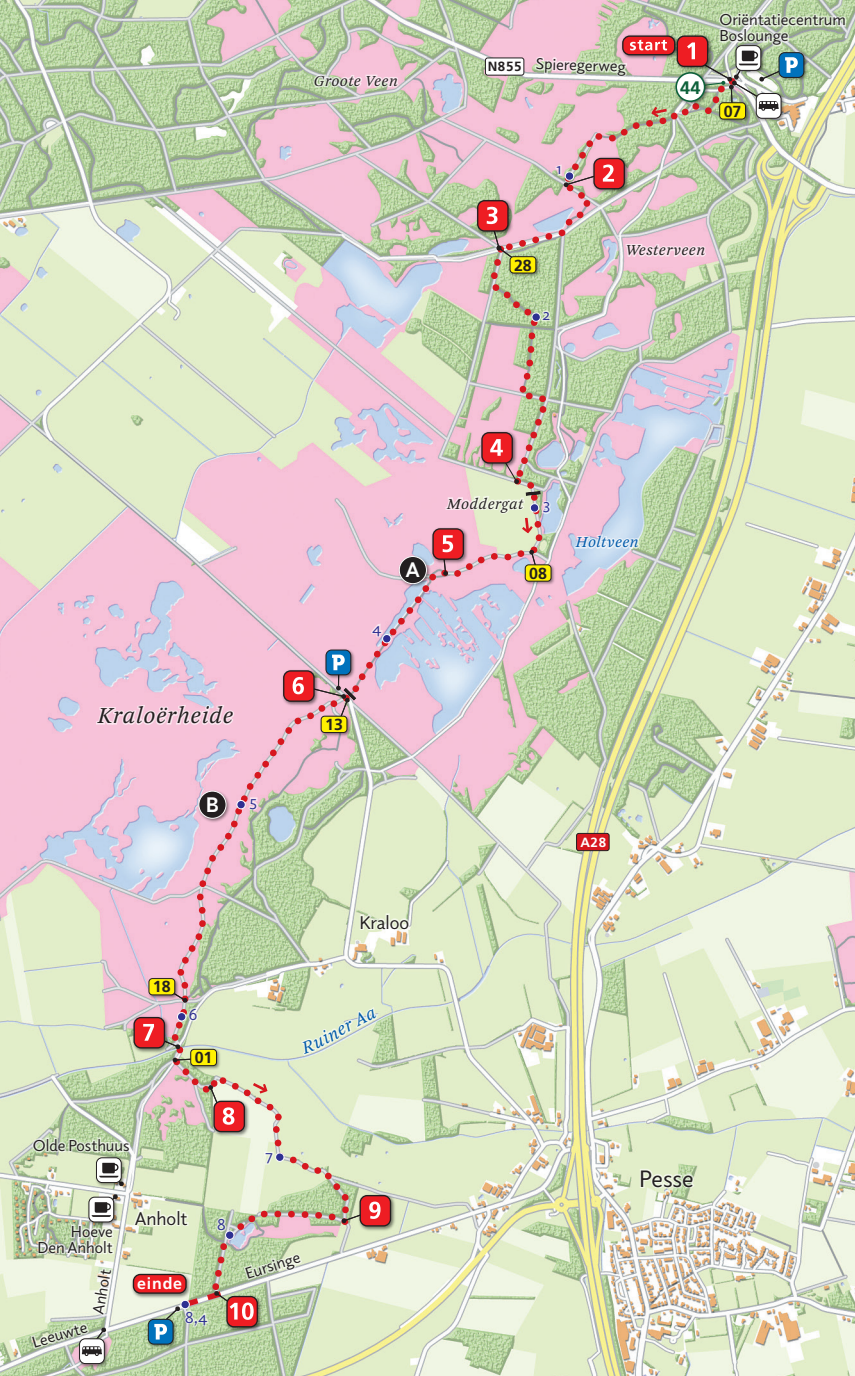 Oriëntatiecentrum
Boslounge
start
1
P
N855
Spieregerweg
Groote Veen
44
07
1
2
3
28
Westerveen
2
4
Moddergat
3
Holtveen
5
08
A
4
P
6
13
Kraloërheide
B
5
A28
Kraloo
18
6
7
01
Ruiner Aa
8
7
Olde Posthuus
Pesse
9
Anholt
8
Hoeve
Den Anholt
Eursinge
einde
Anholt
10
8,4
P
Leeuwte